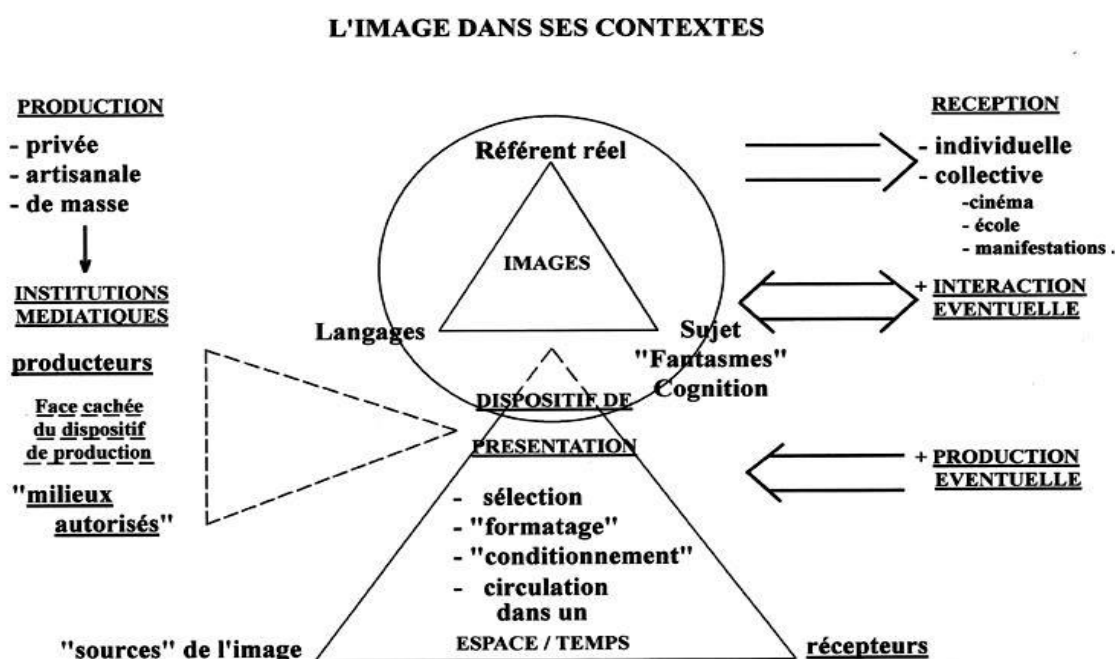 L'IMAGE DANS SES CONTEXTES
PRODUCTION
- privée
- artisanale
- de masse
INSTITUTIONS
MEDIATIQUES
producteurs
Face cachée
du dispositif
de production
"milieux
autorisés"
"sources" de l'image
Référent réel
IMAGES
Langages
Sujet
"Fantasmes"
Cognition
DISPOSITIF DE
PRESENTATION
- sélection
- "formatage"
- "conditionnement"
- circulation
dans un
ESPACE / TEMPS
récepteurs
RECEPTION
- individuelle
- collective
-cinéma
- école
- manifestations .
+ INTERACTION
EVENTUELLE
+ PRODUCTION
EVENTUELLE